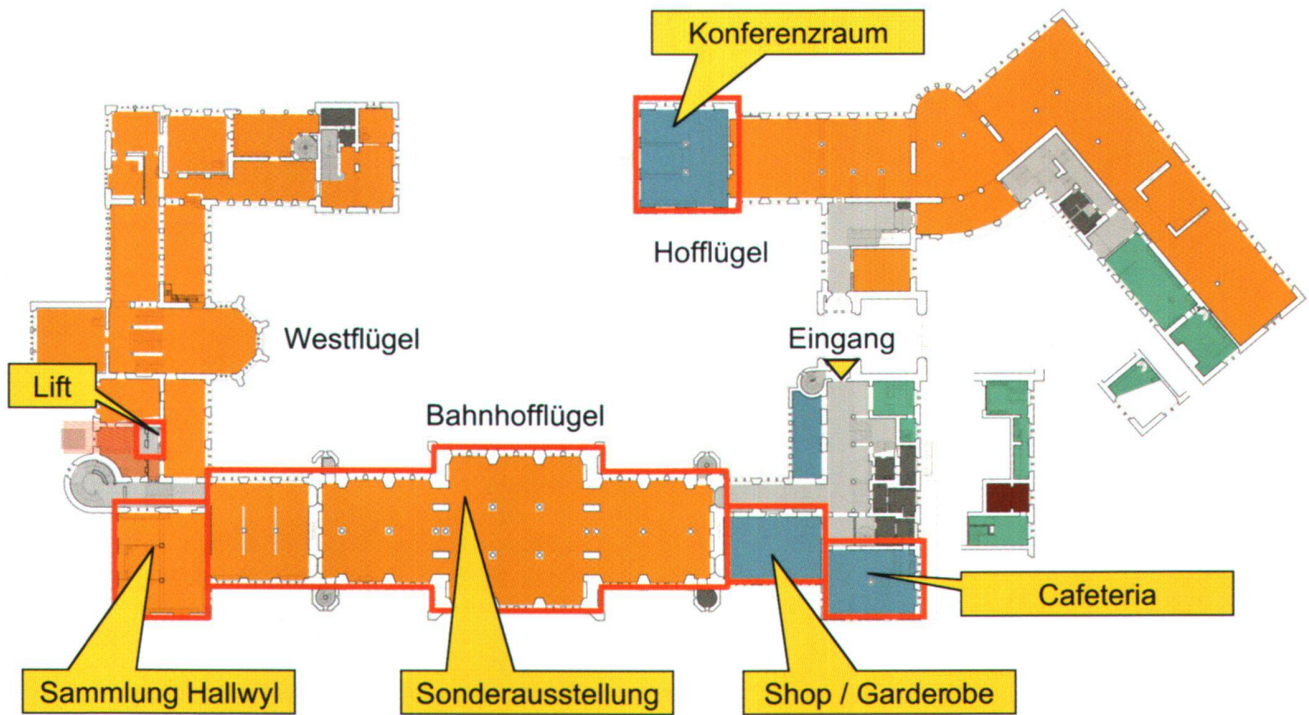 Konferenzraum
Hofflügel
Westflügel
Eingang
Lift
Bahnhofflügel
Cafeteria
Sammlung Hallwyl
Sonderausstellung
Shop / Garderobe